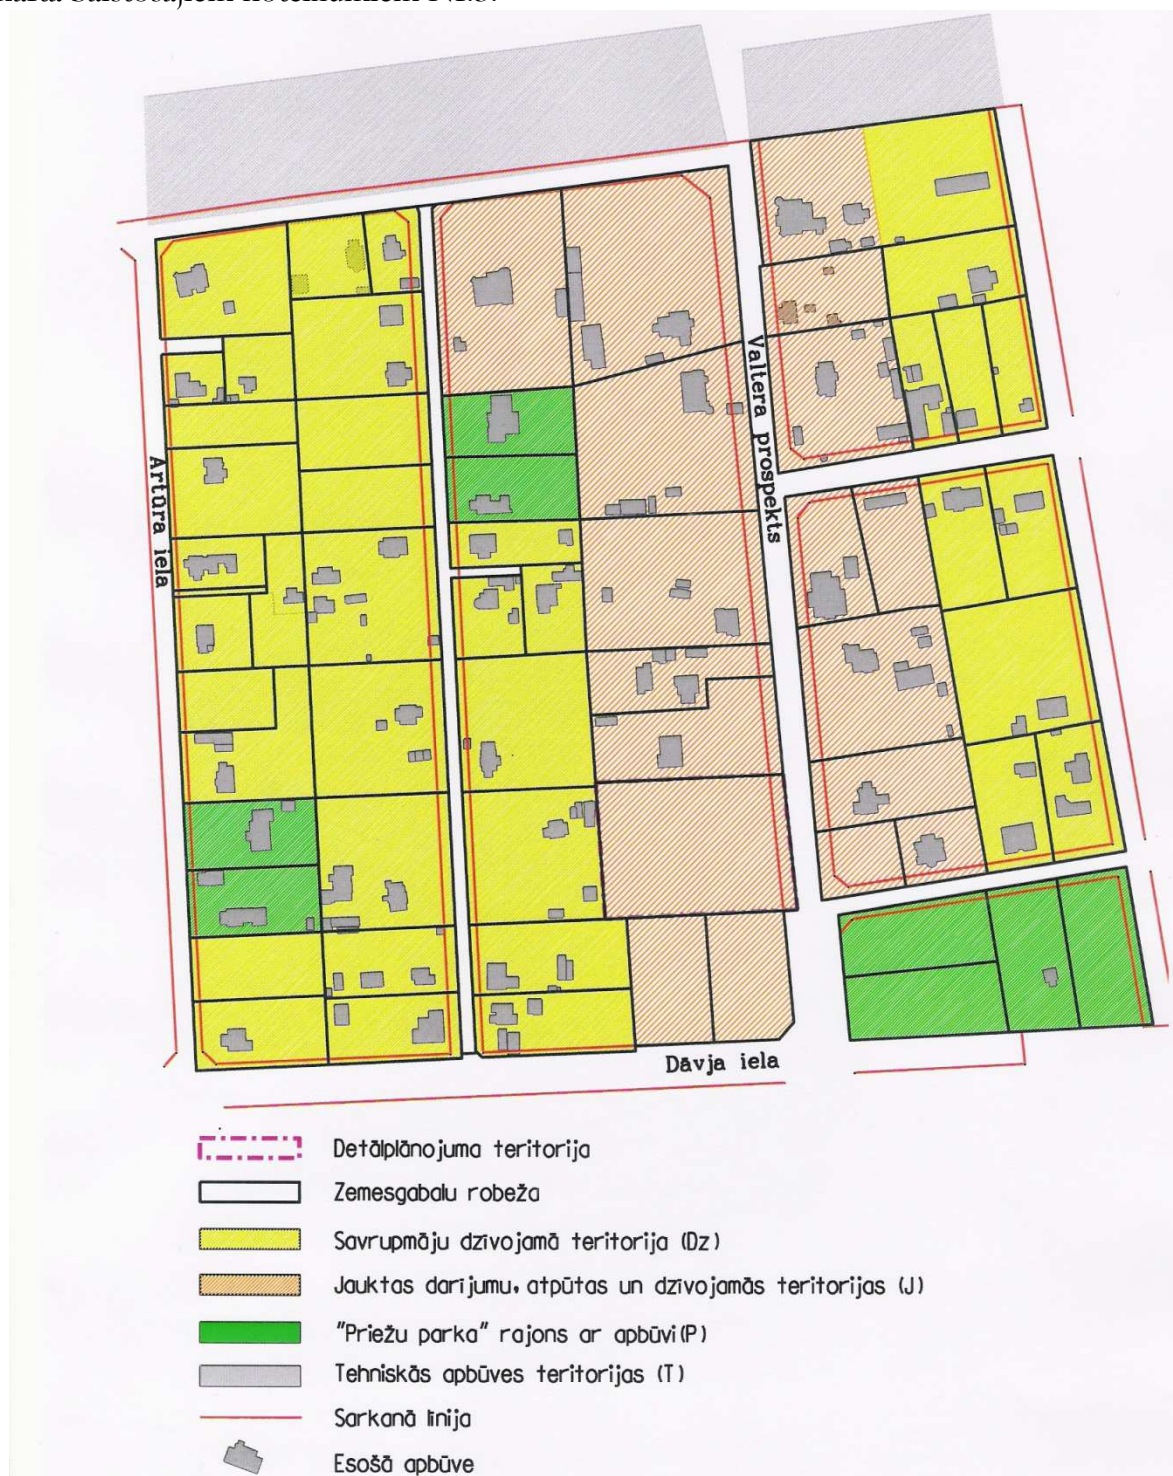 Valtera prospekts
Artūra iela
Dāvja iela
Detālplānojuma teritorija
Zemesgabalu robeža
Savrupmāju dzīvojamā teritorija (Dz)
Jauktas darījumu, atpūtas un dzīvojamās teritorijas (J)
"Priežu parka" rajons ar apbūvi (P)
Tehniskās apbūves teritorijas (T)
Sarkanā līnija
Esošā apbūve